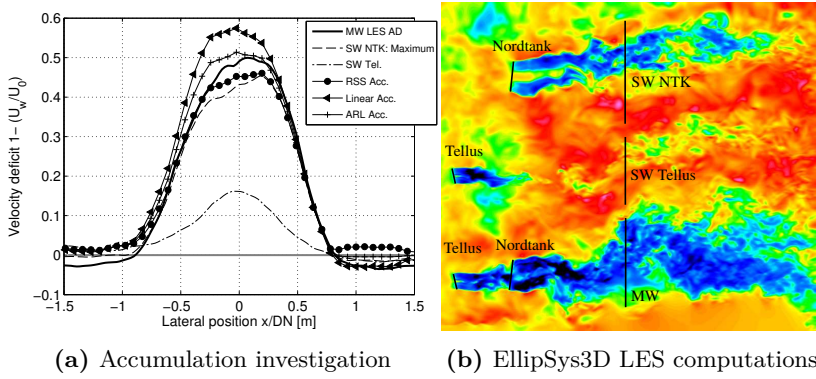 0.6
0.5
0.4
0.3
0.2
0.1
0
−0.1
Velocity deficit 1− (Uw/U0)
−1.5
−1
−0.5
0
0.5
1
1.5
Lateral position x/DN [m]
MW LES AD
SW NTK: Maximum
SW Tel.
RSS Acc.
Linear Acc.
ARL Acc.
(a) Accumulation investigation
Nordtank
SW NTK
Tellus
SW Tellus
Tellus
Nordtank
MW
(b) EllipSys3D LES computations